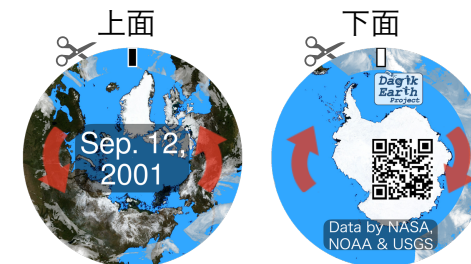 上面
下面
Sep. 12,
2001
Dagik
Earth
Project
Data by NASA,
NOAA & USGS